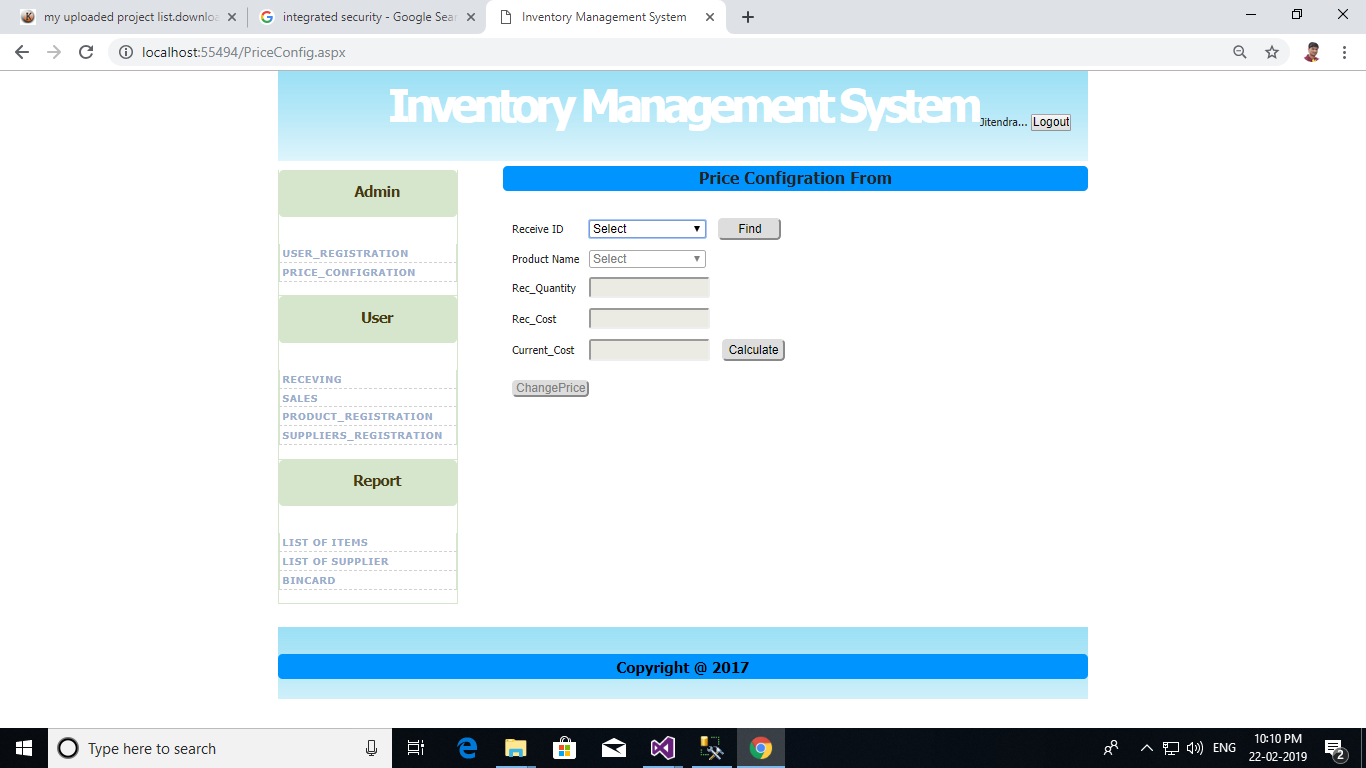 my uploaded project list.downloa
integrated security - Google Sear
Inventory Management System
localhost:55494/PriceConfig.aspx
Inventory Management System
Jitendra... Logout
Admin
USER_REGISTRATION
PRICE_CONFIGRATION
User
RECEVING
SALES
PRODUCT_REGISTRATION
SUPPLIERS_REGISTRATION
Report
LIST OF ITEMS
LIST OF SUPPLIER
BINCARD
Price Configration From
Receive ID Select Find
Product Name Select
Rec_Quantity
Rec_Cost
Current_Cost Calculate
ChangePrice
Copyright @ 2017
Type here to search
ENG
10:10 PM
22-02-2019
2